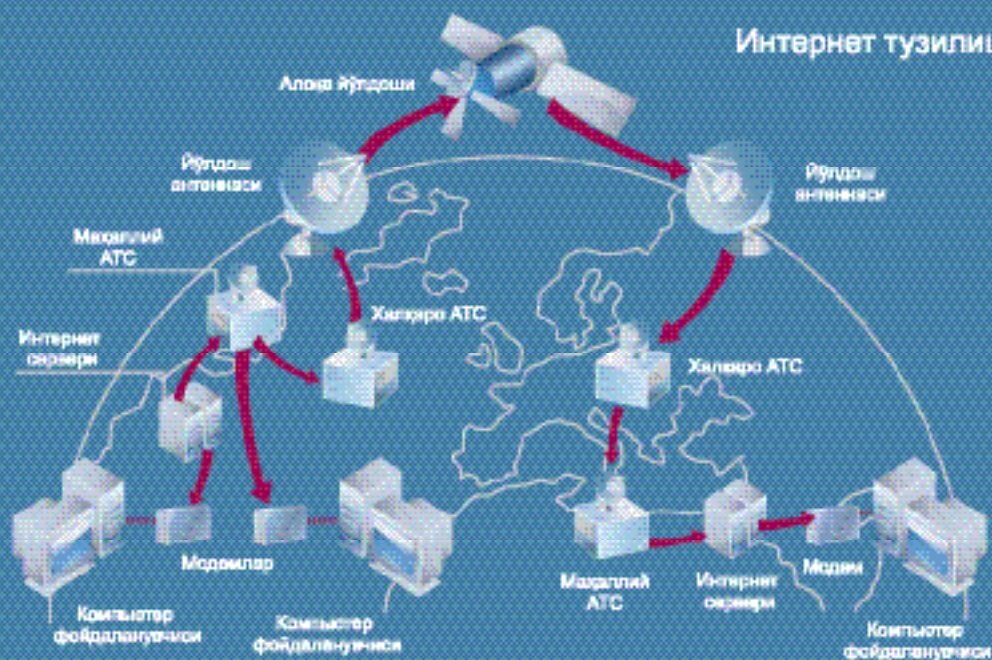 Интернет тузилиш
Алоқа йўлдоши
Йўлдош
антеннаси
Йўлдош
антеннаси
Маҳаллий
АТС
Халқаро АТС
Интернет
сервери
Халқаро АТС
Модемлар
Маҳаллий
АТС
Интернет
сервери
Модем
Компьютер
фойдаланувчиси
Компьютер
фойдаланувчиси
Компьютер
фойдаланувчиси